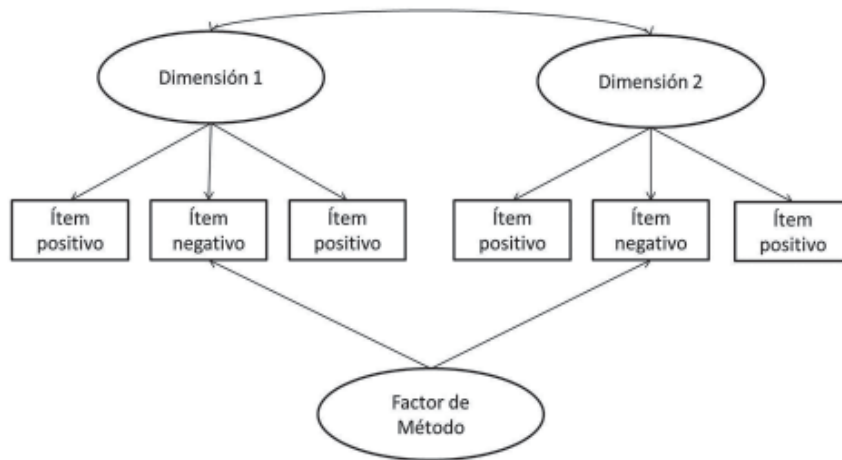 Dimensión 1
Dimensión 2
Ítem
positivo
Ítem
negativo
Ítem
positivo
Ítem
positivo
Ítem
negativo
Ítem
positivo
Factor de
Método